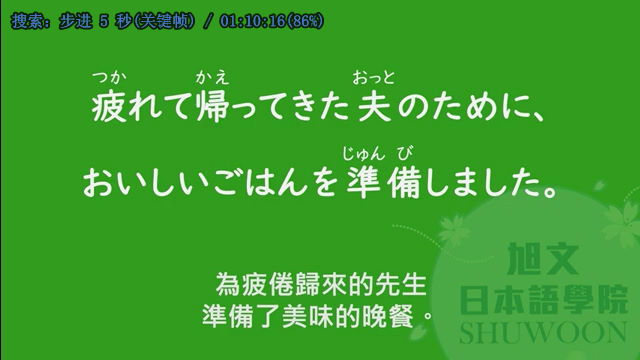 搜索: 步进 5 秒(关键帧) / 01:10:16(86%)
つか かえ おっと
疲れて帰ってきた夫のために、
じゅん び
おいしいごはんを準備しました。
為疲倦歸來的先生
準備了美味的晚餐。
旭文
日本語學院
SHUWOON